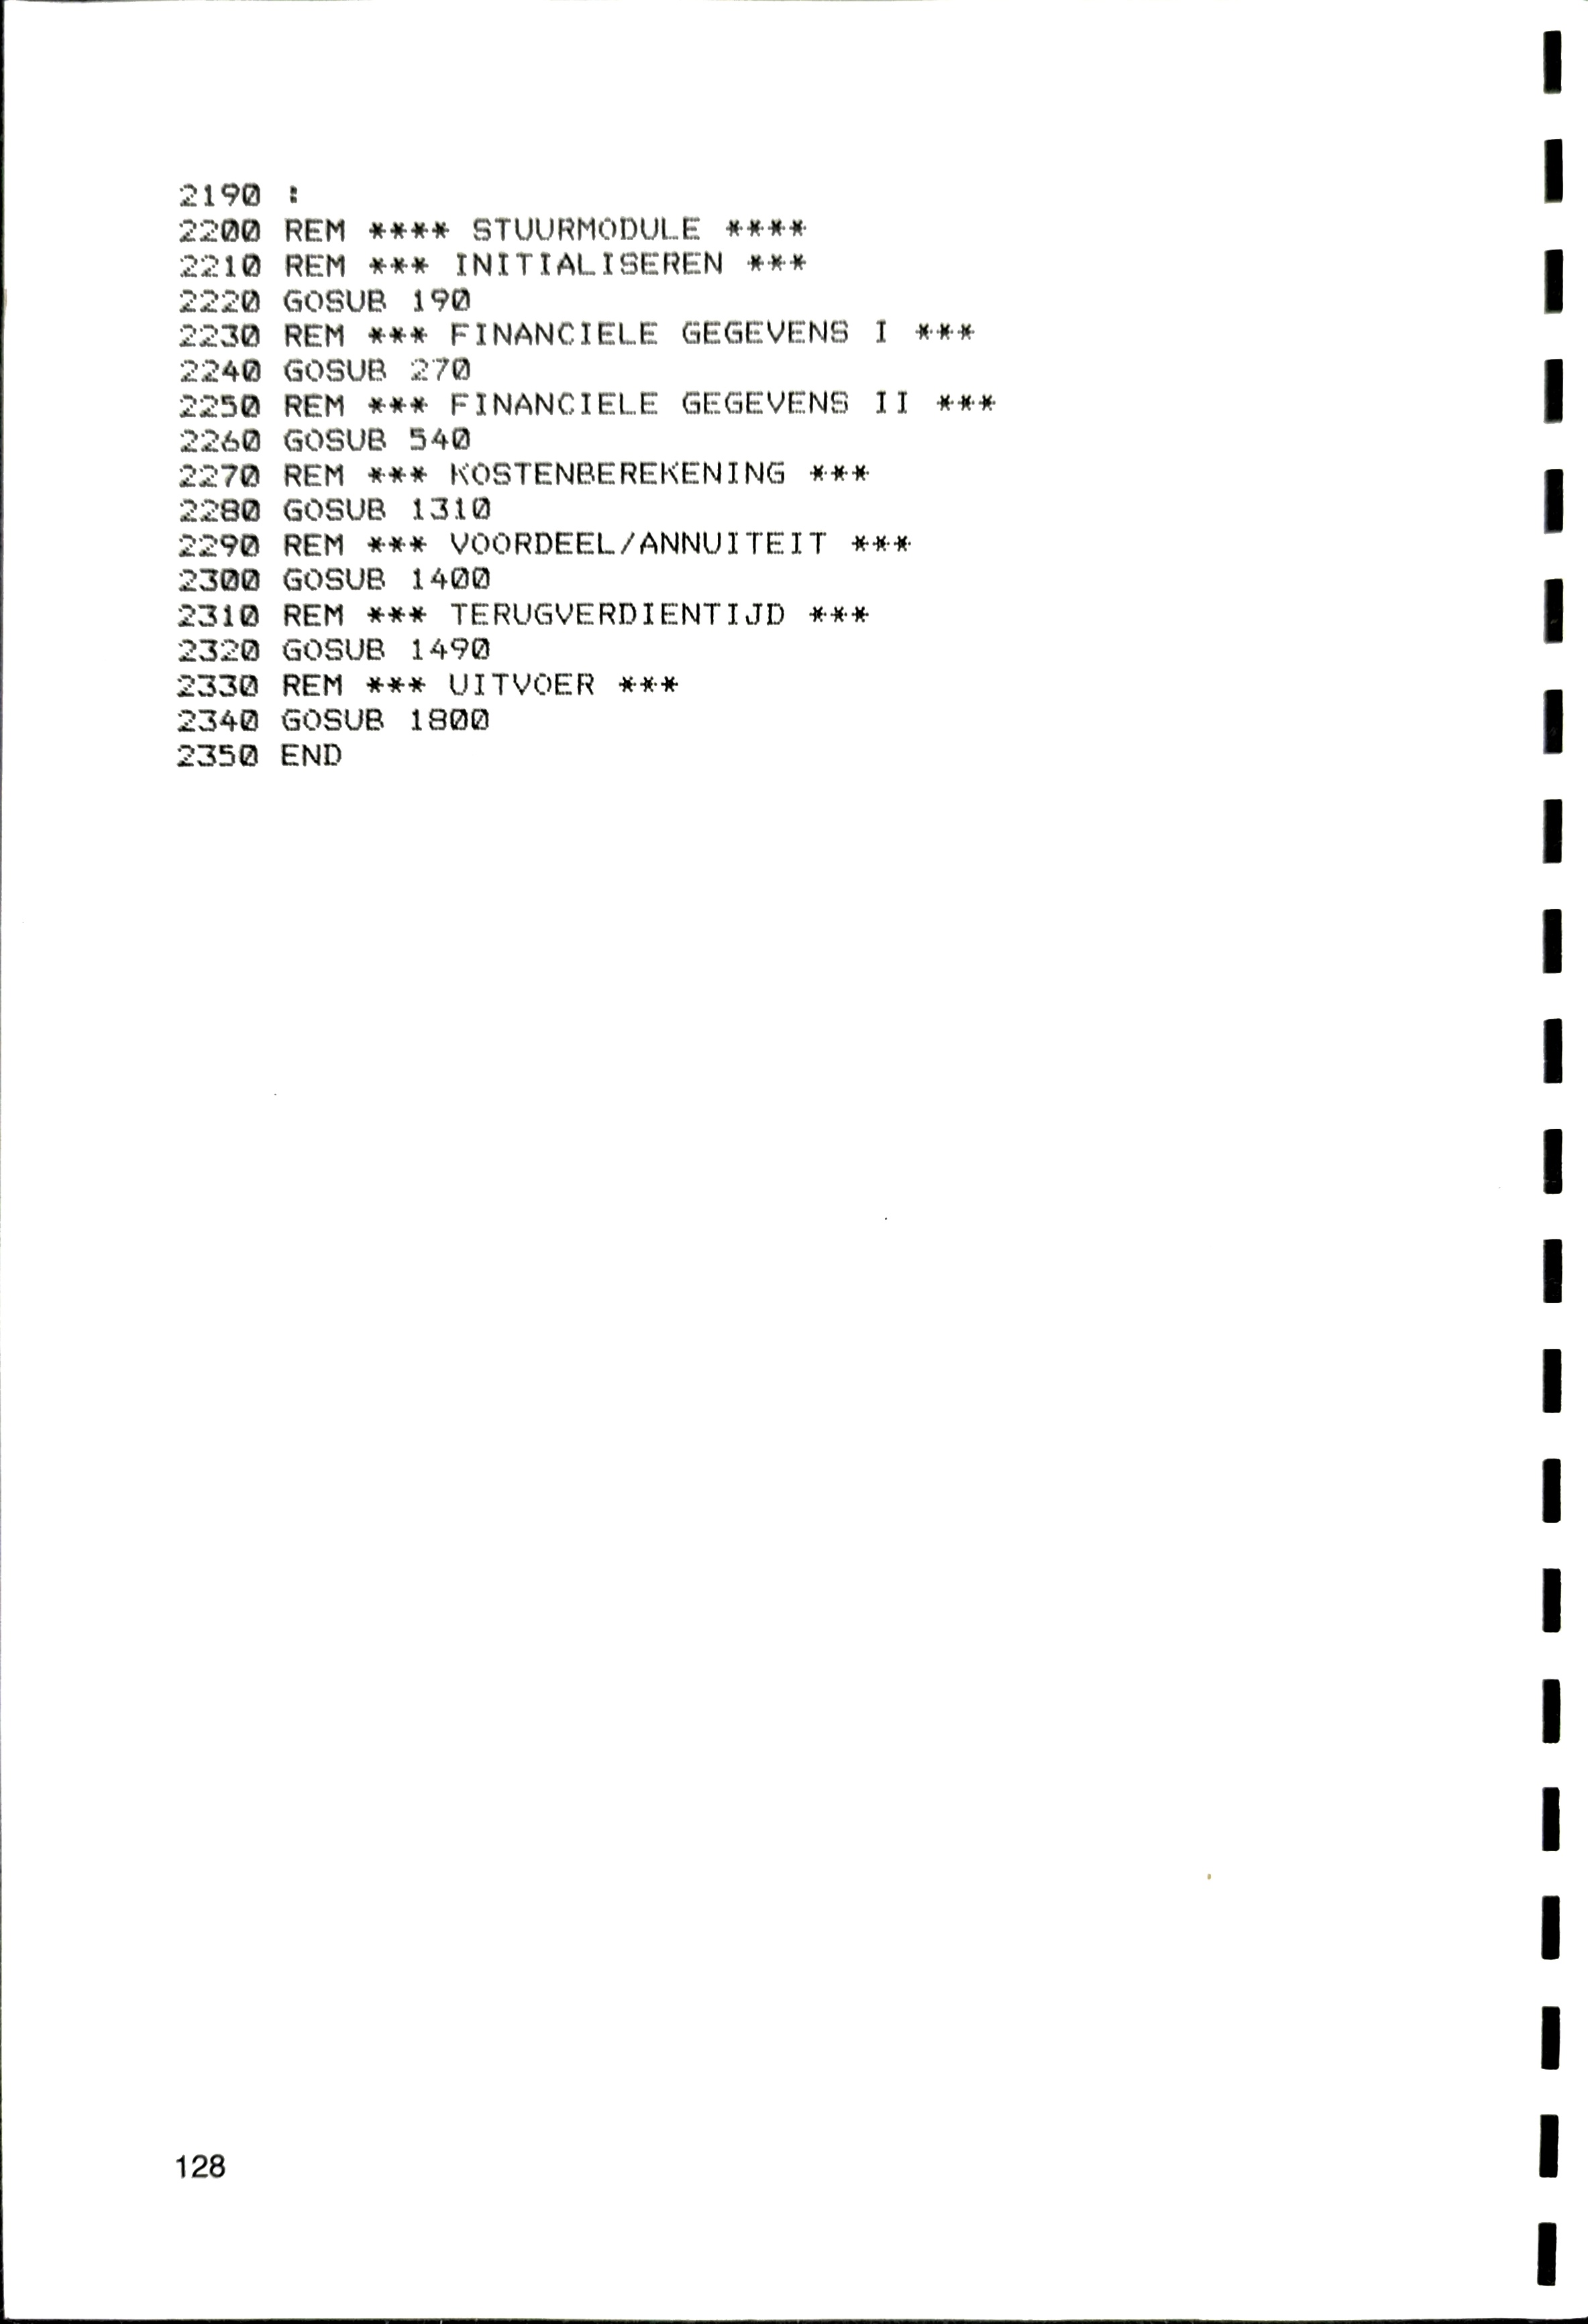 2190 :
2200 REM **** STUURMODULE ****
2210 REM *** INITIALISEREN ***
2220 GOSUB 190
2230 REM *** FINANCIELE GEGEVENS I ***
2240 GOSUB 270
2250 REM *** FINANCIELE GEGEVENS II ***
2260 GOSUB 540
2270 REM *** KOSTENBEREKENING ***
2280 GOSUB 1310
2290 REM *** VOORDEEL/ANNUITEIT ***
2300 GOSUB 1400
2310 REM *** TERUGVERDIENTIJD ***
2320 GOSUB 1490
2330 REM *** UITVOER ***
2340 GOSUB 1800
2350 END
128